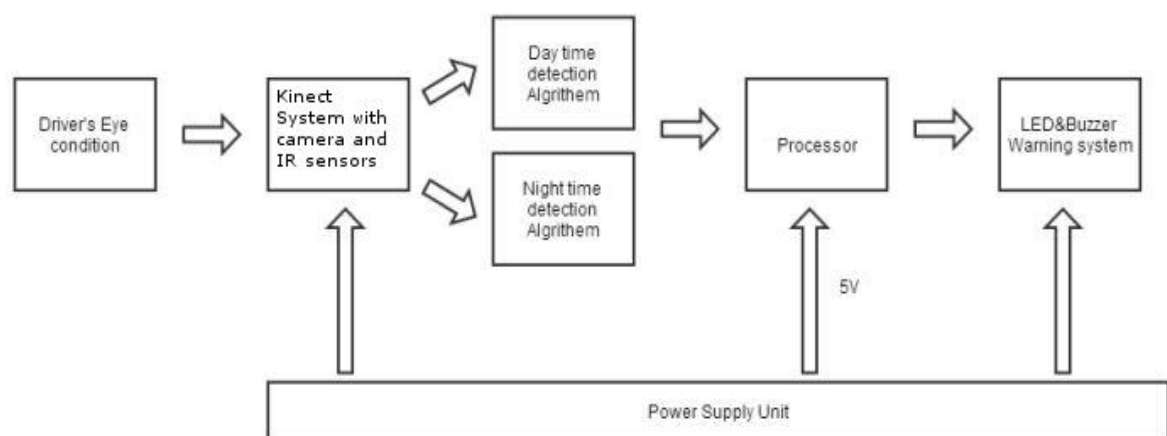 Driver's Eye
condition
Kinect
System with
camera and
IR sensors
Day time
detection
Algrithem
Night time
detection
Algrithem
Processor
LED&Buzzer
Warning system
5V
Power Supply Unit